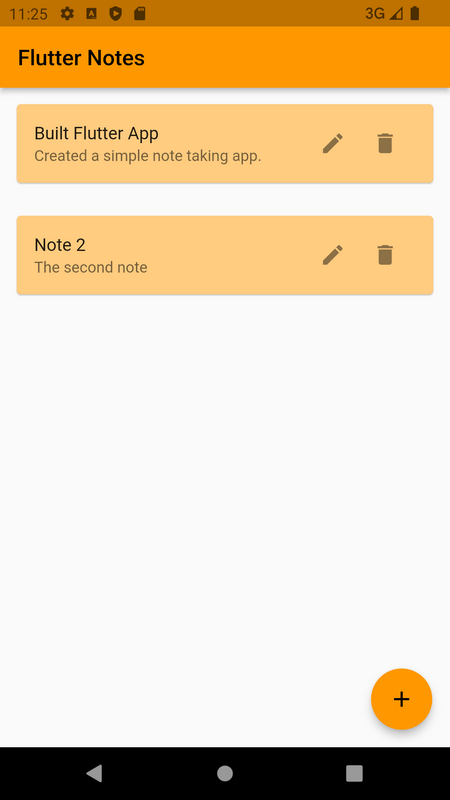 11:25
3G
Flutter Notes
Built Flutter App
Created a simple note taking app.
Note 2
The second note